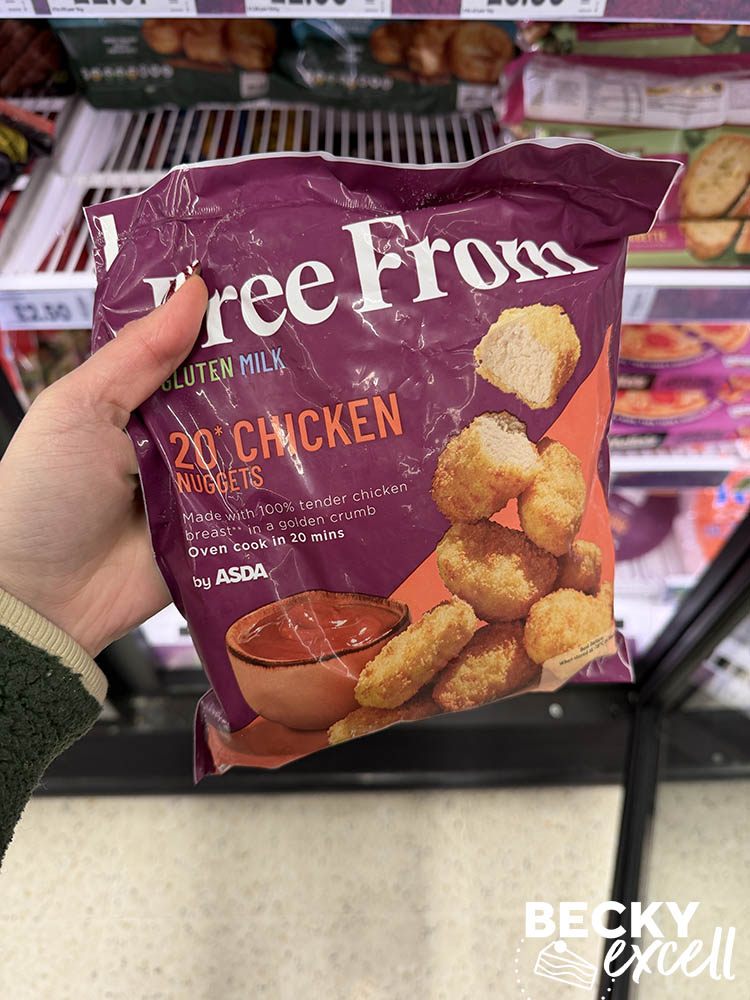 Free From
GLUTEN MILK
20* CHICKEN
NUGGETS
Made with 100% tender chicken
breast** in a golden crumb
Oven cook in 20 mins
by ASDA
£2.50
BECKY
excell